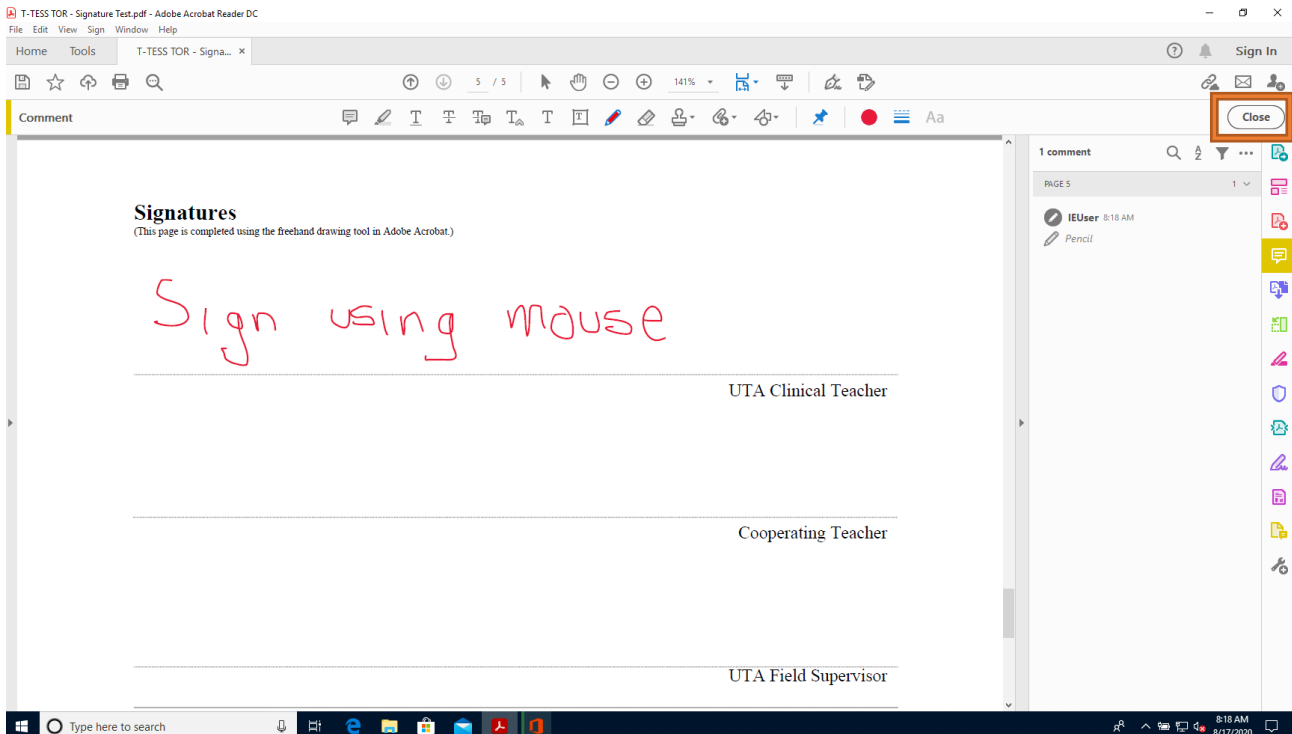 T-TESS TOR - Signature Test.pdf - Adobe Acrobat Reader DC
File Edit View Sign Window Help
Home Tools T-TESS TOR - Signa... × Sign In
5 / 5 141%
Comment Close
1 comment
PAGE 5 1
IEUser 8:18 AM
Pencil
Signatures
(This page is completed using the freehand drawing tool in Adobe Acrobat.)
Sign using mouse
UTA Clinical Teacher
Cooperating Teacher
UTA Field Supervisor
Type here to search
8:18 AM
8/17/2020